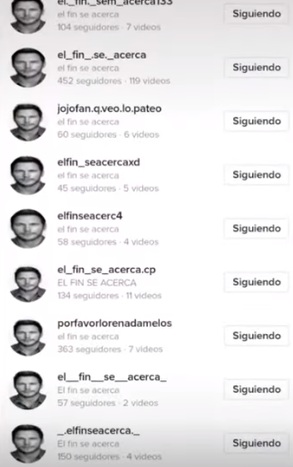 el._fin._sem_acerca133
el fin se acerca
104 seguidores · 7 videos
Siguiendo
el_fin_.se._acerca
el fin se acerca
452 seguidores · 119 videos
Siguiendo
jojofan.q.veo.lo.pateo
el fin se acerca
60 seguidores · 6 videos
Siguiendo
elfin_seacercaxd
el fin se acerca
45 seguidores · 5 videos
Siguiendo
elfinseacerc4
el fin se acerca
58 seguidores · 4 videos
Siguiendo
el_fin_se_acerca.cp
EL FIN SE ACERCA
134 seguidores · 11 videos
Siguiendo
porfavorlorenadamelos
el fin se acerca
363 seguidores · 7 videos
Siguiendo
el__fin__se__acerca_
El fin se acerca
57 seguidores · 2 videos
Siguiendo
_.elfinseacerca._
El fin se acerca
150 seguidores · 4 videos
Siguiendo